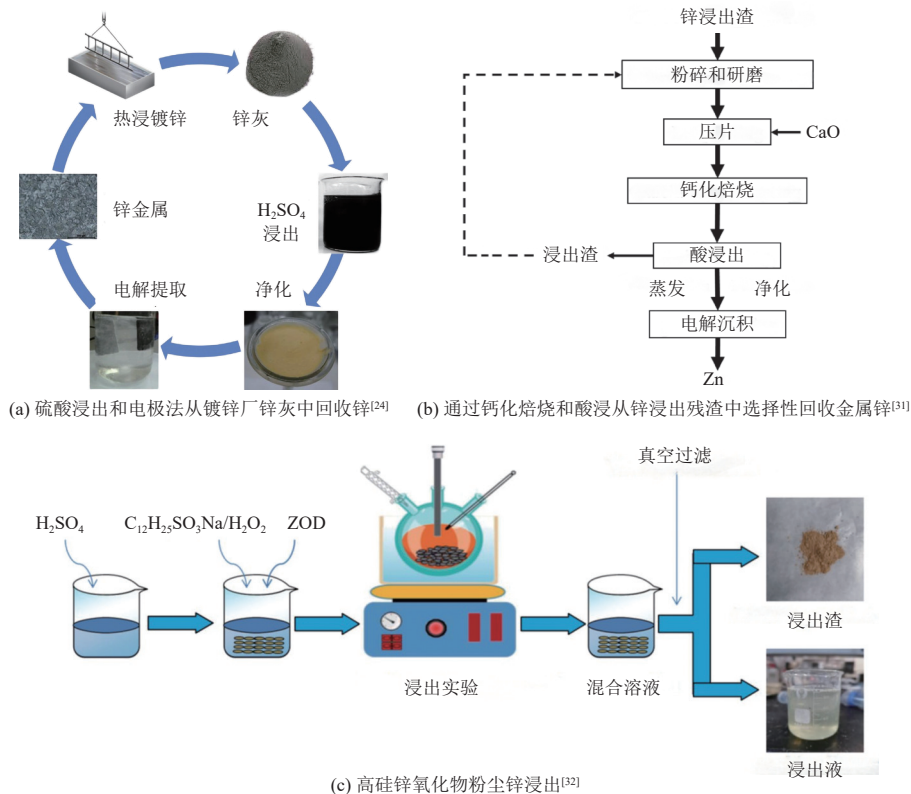 热浸镀锌
锌灰
H₂SO₄
浸出
净化
电解提取
锌金属
(a) 硫酸浸出和电极法从镀锌厂锌灰中回收锌[24]
锌浸出渣
粉碎和研磨
压片
CaO
钙化焙烧
浸出渣
酸浸出
蒸发
净化
电解沉积
Zn
(b) 通过钙化焙烧和酸浸从锌浸出残渣中选择性回收金属锌[31]
H₂SO₄
C₁₂H₂₅SO₃Na/H₂O₂
ZOD
浸出实验
混合溶液
真空过滤
浸出渣
浸出液
(c) 高硅锌氧化物粉尘锌浸出[32]